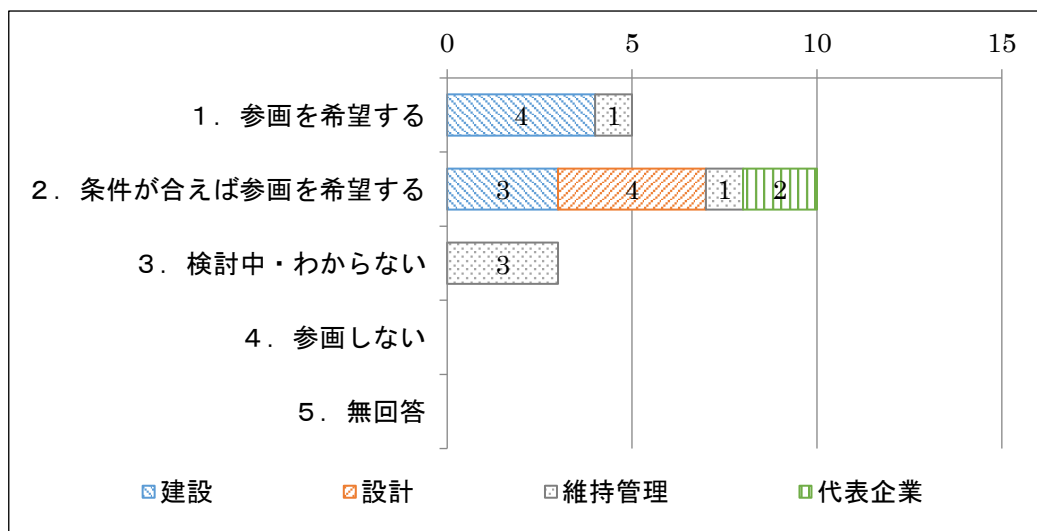 0 5 10 15
１．参画を希望する 4 1
２．条件が合えば参画を希望する 3 4 1 2
３．検討中・わからない 3
４．参画しない
５．無回答
建設 設計 維持管理 代表企業